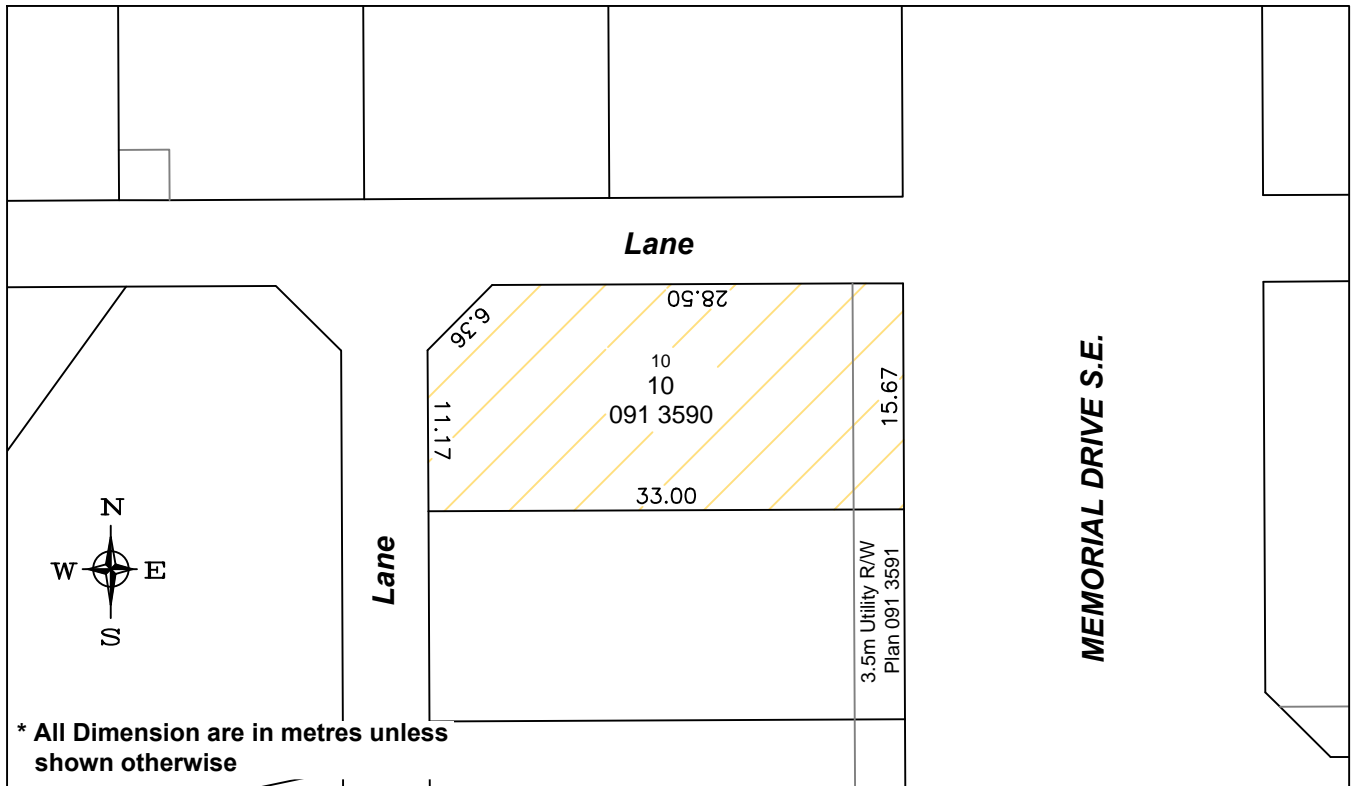 Lane
28.50
6.36
10
10
091 3590
11.17
15.67
33.00
MEMORIAL DRIVE S.E.
N
W E
S
Lane
3.5m Utility R/W
Plan 091 3591
* All Dimension are in metres unless
shown otherwise